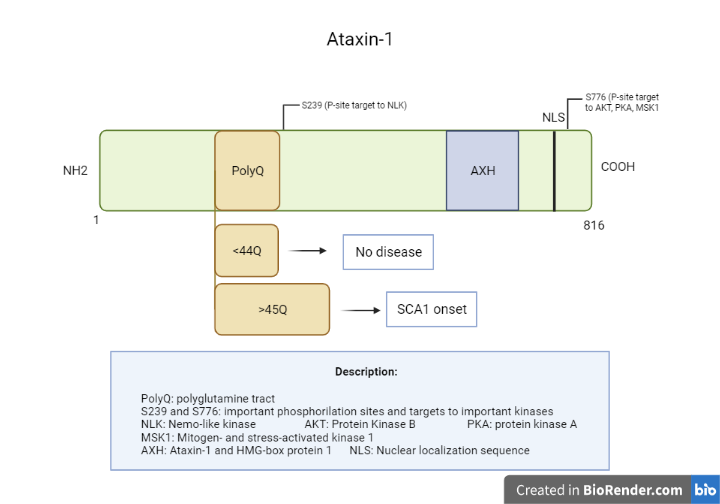 Ataxin-1
S239 (P-site target to NLK)
S776 (P-site target
to AKT, PKA, MSK1
NLS
NH2
PolyQ
AXH
COOH
1
816
<44Q
No disease
>45Q
SCA1 onset
Description:
PolyQ: polyglutamine tract
S239 and S776: important phosphorilation sites and targets to important kinases
NLK: Nemo-like kinase AKT: Protein Kinase B PKA: protein kinase A
MSK1: Mitogen- and stress-activated kinase 1
AXH: Ataxin-1 and HMG-box protein 1 NLS: Nuclear localization sequence
Created in BioRender.com bio